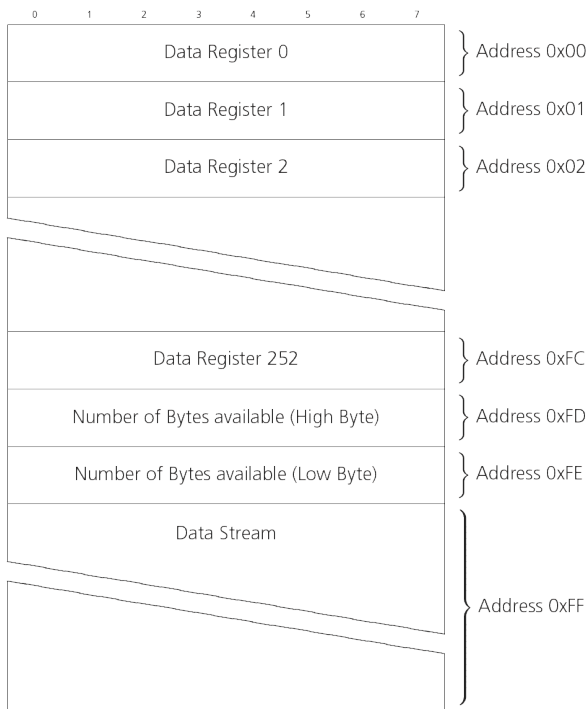 0 1 2 3 4 5 6 7
Data Register 0 Address 0x00
Data Register 1 Address 0x01
Data Register 2 Address 0x02
Data Register 252 Address 0xFC
Number of Bytes available (High Byte) Address 0xFD
Number of Bytes available (Low Byte) Address 0xFE
Data Stream
Address 0xFF